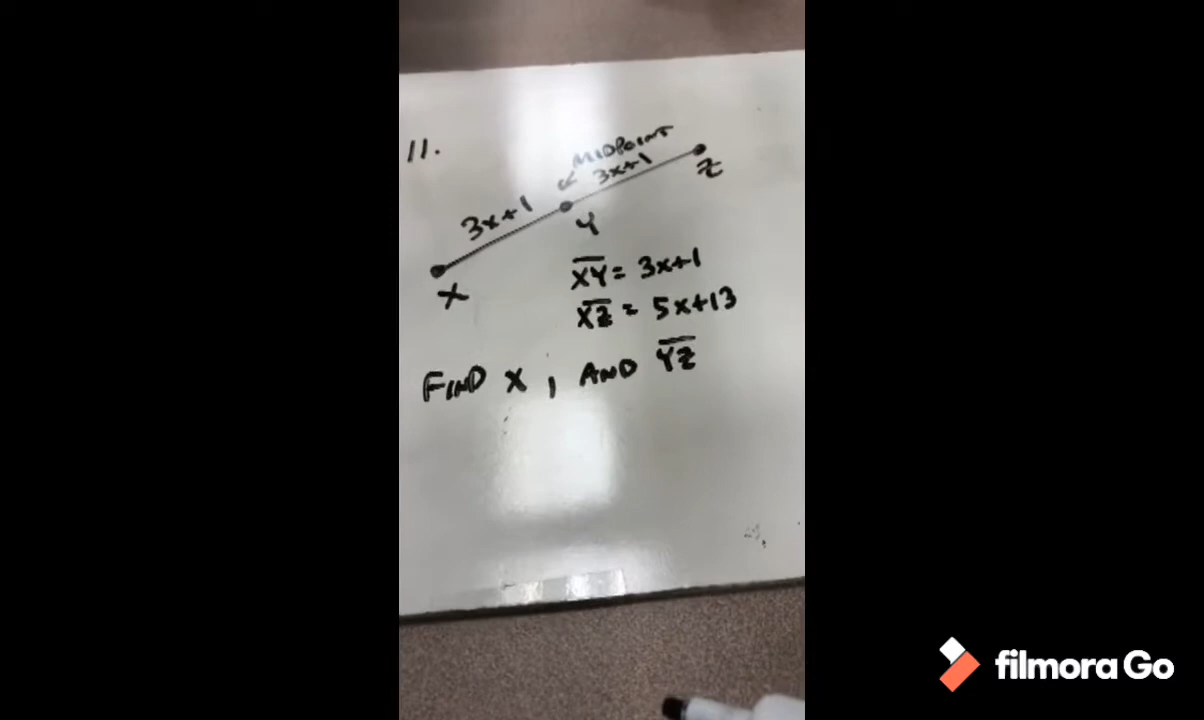 11.
MIDPOINT
3x+1
3x+1
Z
Y
X
XY = 3x+1
XZ = 5x+13
FIND X, AND YZ
filmora Go